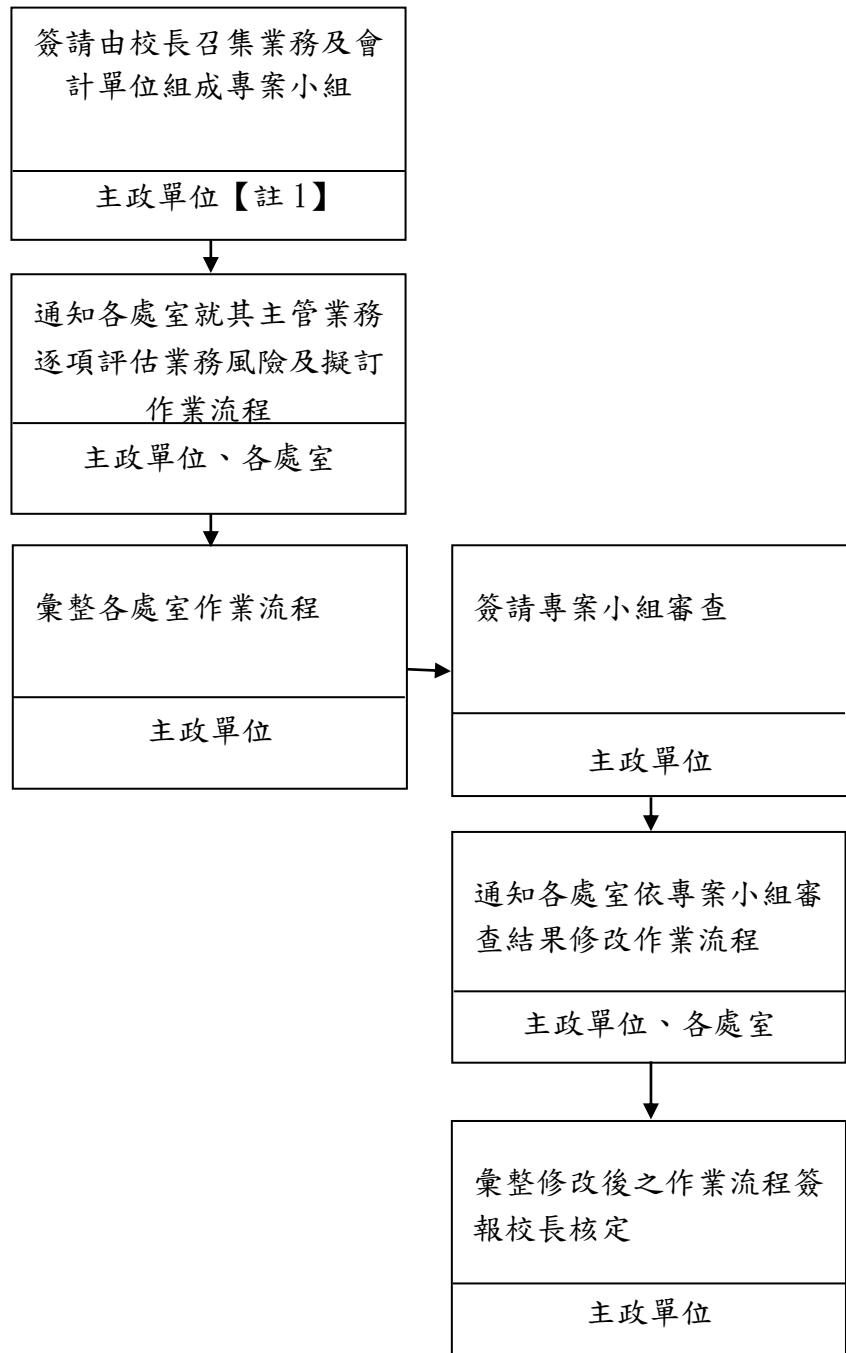 簽請由校長召集業務及會
計單位組成專案小組
主政單位【註1】
通知各處室就其主管業務
逐項評估業務風險及擬訂
作業流程
主政單位、各處室
彙整各處室作業流程
主政單位
簽請專案小組審查
主政單位
通知各處室依專案小組審
查結果修改作業流程
主政單位、各處室
彙整修改後之作業流程簽
報校長核定
主政單位